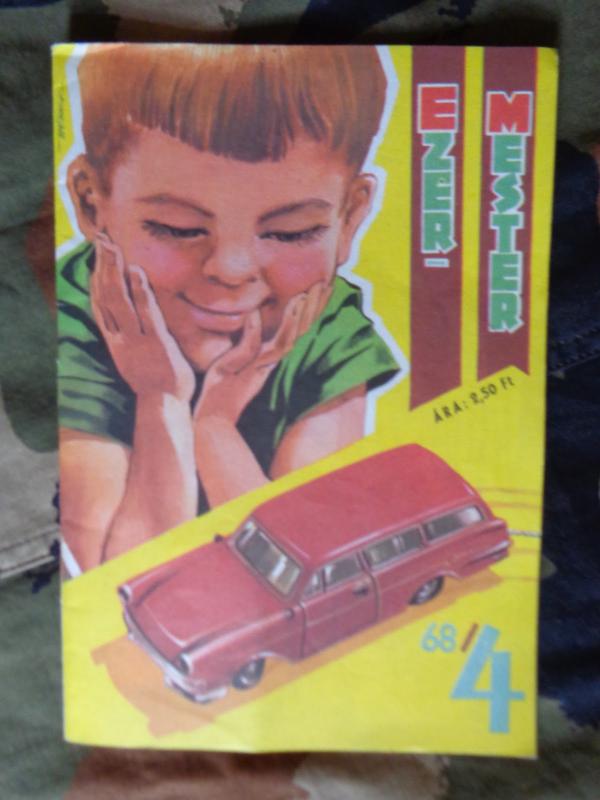 EZER-
MESTER
ÁRA: 2,50 Ft
68/4